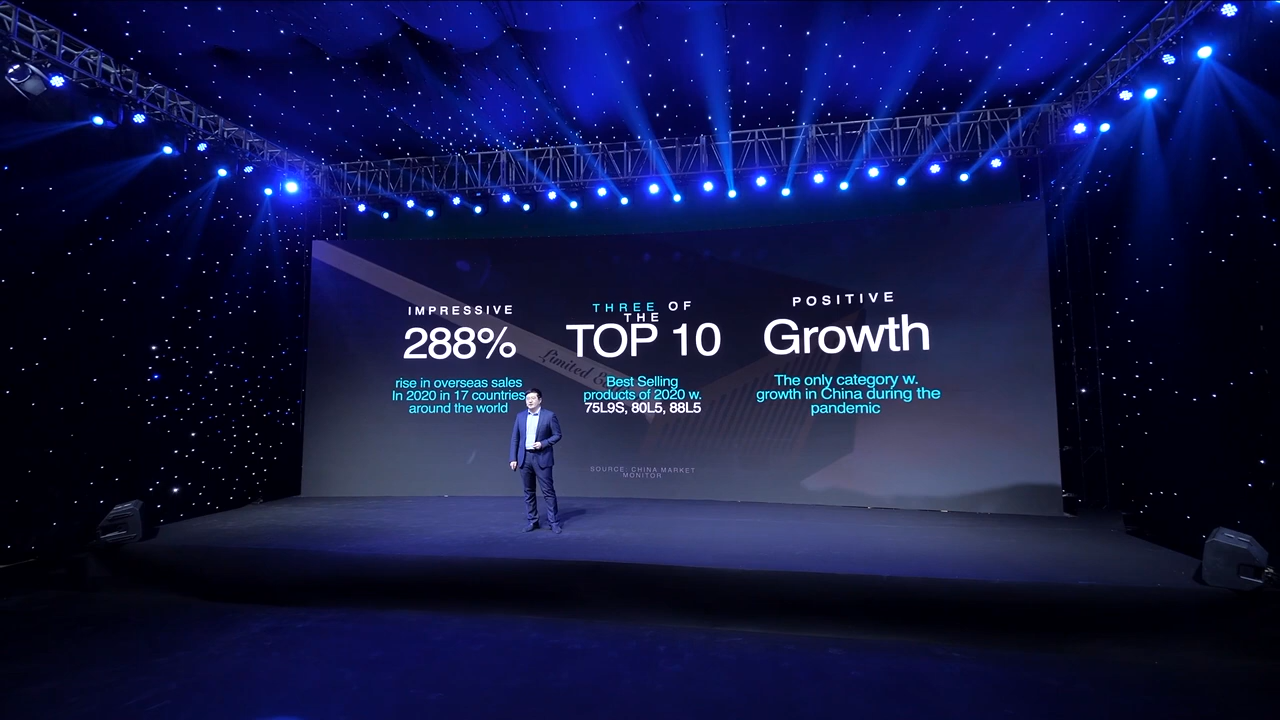 IMPRESSIVE
288%
rise in overseas sales
In 2020 in 17 countries
around the world
THREE OF
THE
TOP 10
Best Selling
products of 2020 w.
75L9S, 80L5, 88L5
POSITIVE
Growth
The only category w.
growth in China during the
pandemic
Limited
SOURCE: CHINA MARKET
MONITOR